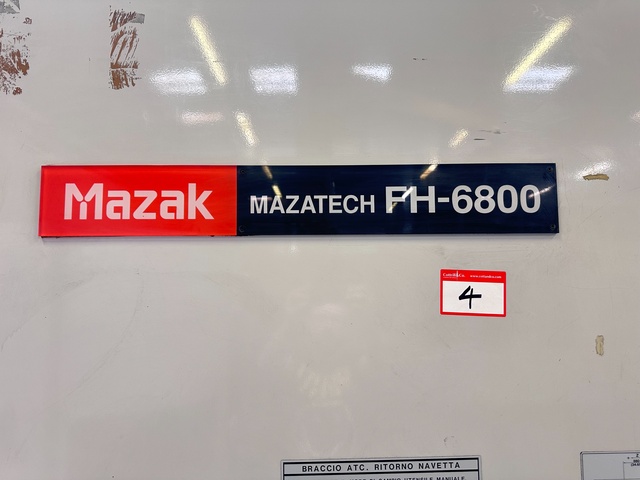 Mazak MAZATECH FH-6800
4
BRACCIO ATC. RITORNO NAVETTA